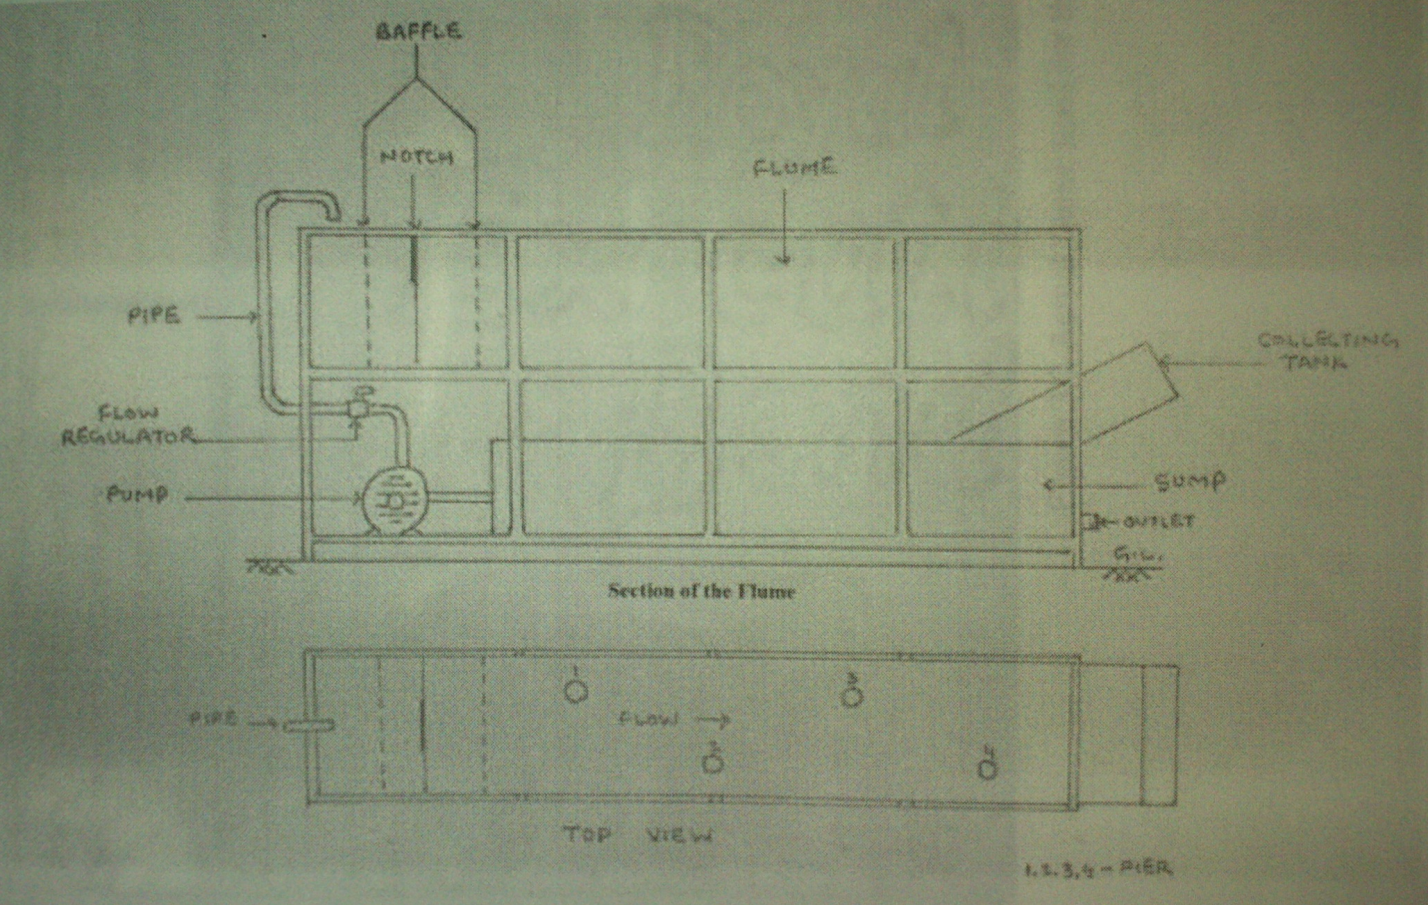 BAFFLE
NOTCH
FLUME
PIPE
COLLECTING
TANK
FLOW
REGULATOR
PUMP
SUMP
OUTLET
G.L.
Section of the Flume
1
3
PIPE
FLOW
2
4
TOP VIEW
1.2.3,4 - PIER